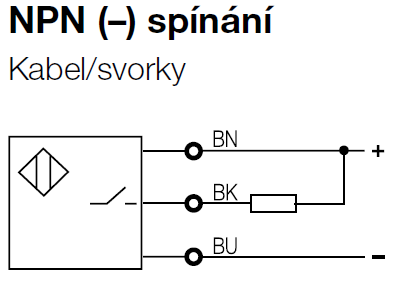 NPN (–) spínání
Kabel/svorky
BN
+
BK
BU
–